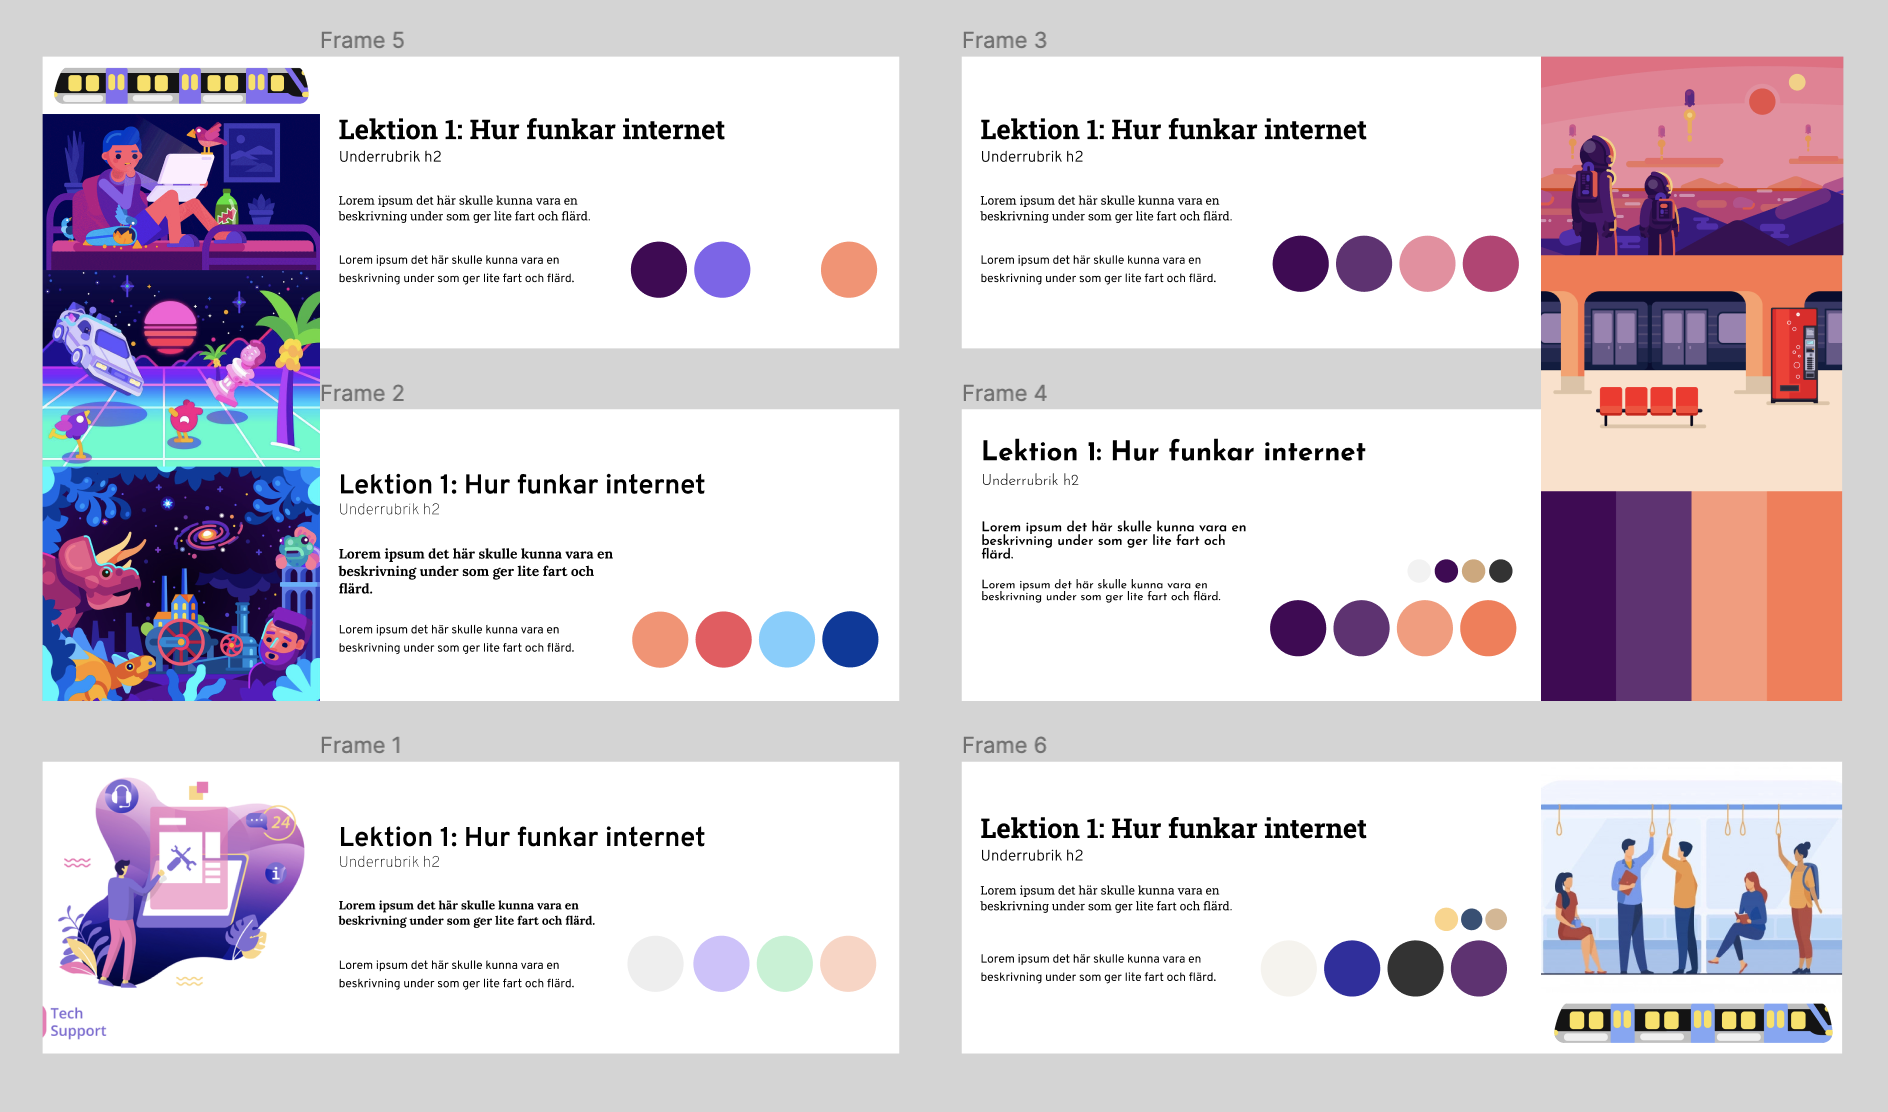 Frame 5
Lektion 1: Hur funkar internet
Underrubrik h2
Lorem ipsum det här skulle kunna vara en
beskrivning under som ger lite fart och flärd.
Lorem ipsum det här skulle kunna vara en
beskrivning under som ger lite fart och flärd.
Frame 3
Lektion 1: Hur funkar internet
Underrubrik h2
Lorem ipsum det här skulle kunna vara en
beskrivning under som ger lite fart och flärd.
Lorem ipsum det här skulle kunna vara en
beskrivning under som ger lite fart och flärd.
Frame 2
Lektion 1: Hur funkar internet
Underrubrik h2
Lorem ipsum det här skulle kunna vara en
beskrivning under som ger lite fart och
flärd.
Lorem ipsum det här skulle kunna vara en
beskrivning under som ger lite fart och flärd.
Frame 4
Lektion 1: Hur funkar internet
Underrubrik h2
Lorem ipsum det här skulle kunna vara en
beskrivning under som ger lite fart och
flärd.
Lorem ipsum det här skulle kunna vara en
beskrivning under som ger lite fart och flärd.
Frame 1
24
i
Tech
Support
Lektion 1: Hur funkar internet
Underrubrik h2
Lorem ipsum det här skulle kunna vara en
beskrivning under som ger lite fart och flärd.
Lorem ipsum det här skulle kunna vara en
beskrivning under som ger lite fart och flärd.
Frame 6
Lektion 1: Hur funkar internet
Underrubrik h2
Lorem ipsum det här skulle kunna vara en
beskrivning under som ger lite fart och flärd.
Lorem ipsum det här skulle kunna vara en
beskrivning under som ger lite fart och flärd.